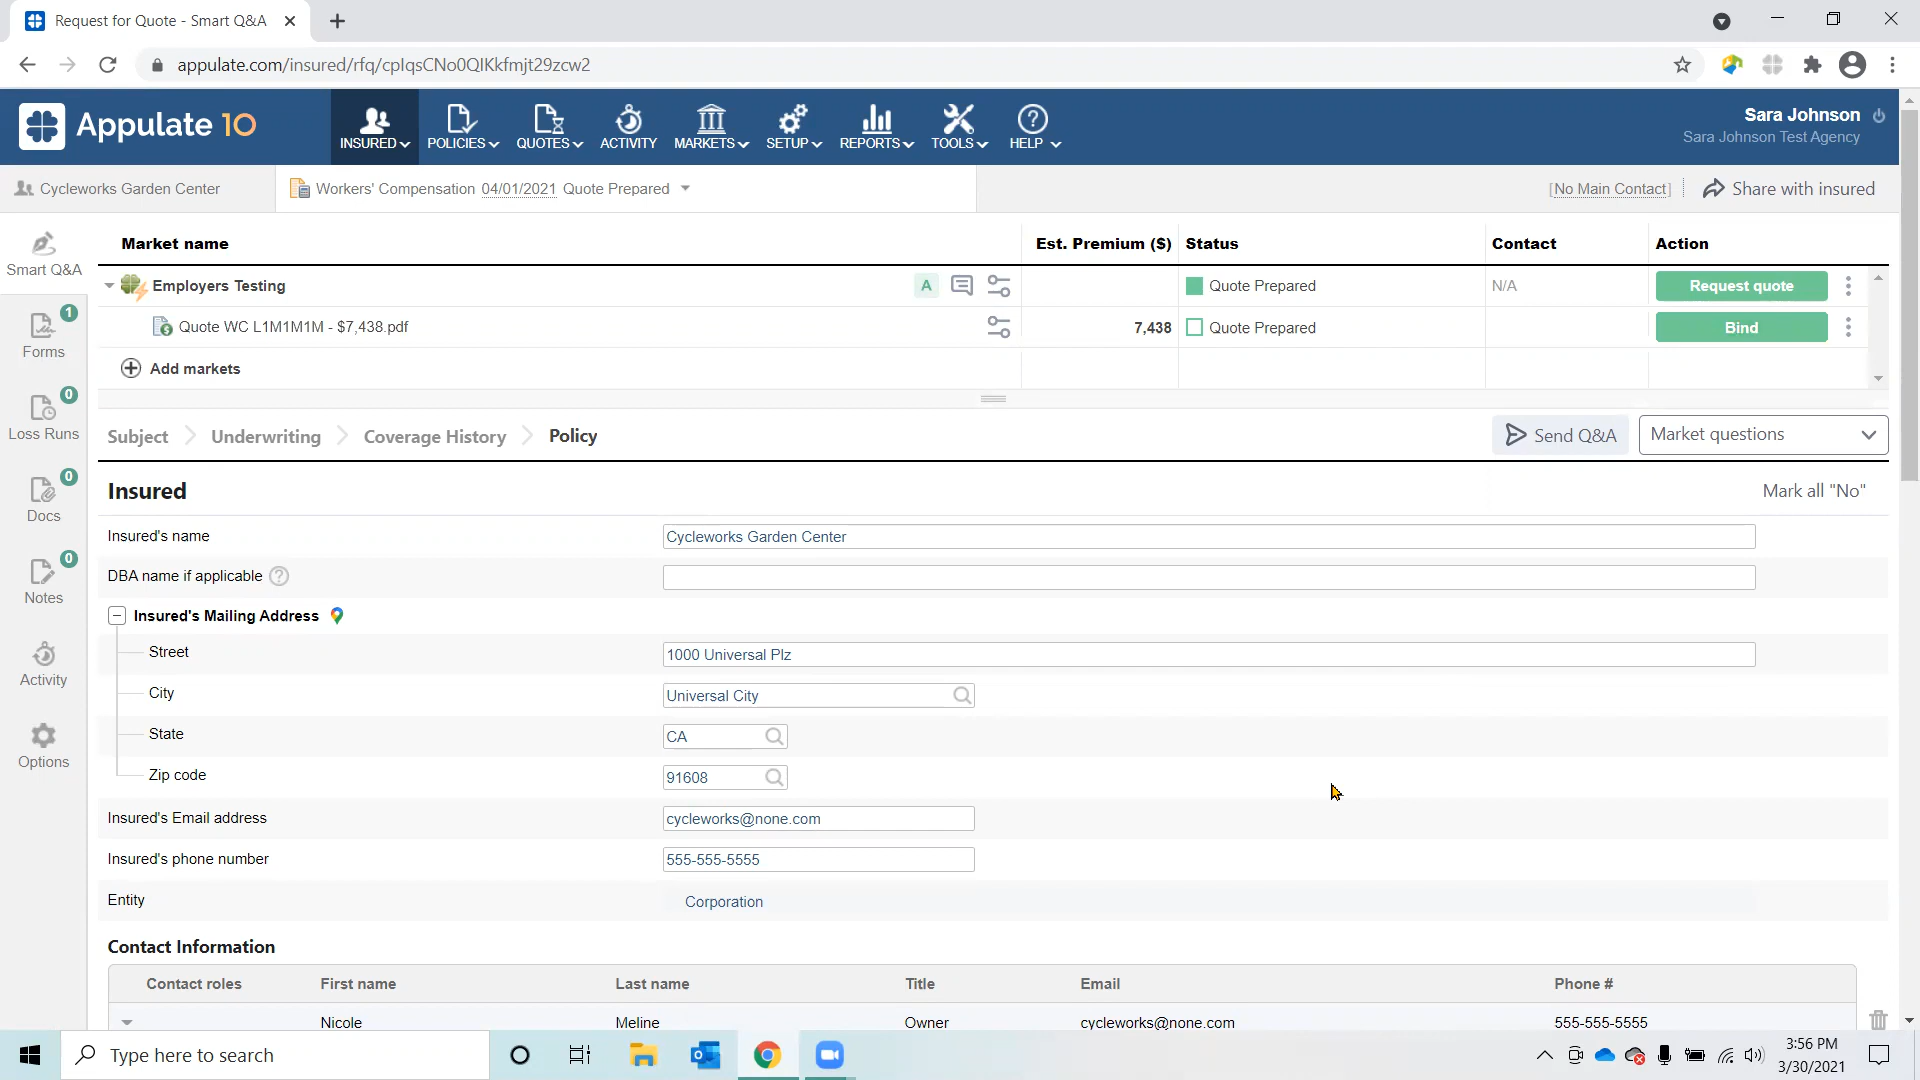 Request for Quote - Smart Q&A
appulate.com/insured/rfq/cplqsCNo0QIKkfmjt29zcw2
Appulate 10
INSURED
POLICIES
QUOTES
ACTIVITY
MARKETS
SETUP
REPORTS
TOOLS
HELP
Sara Johnson
Sara Johnson Test Agency
Cycleworks Garden Center
Workers' Compensation 04/01/2021 Quote Prepared
[No Main Contact]
Share with insured
Smart Q&A
1
Forms
0
Loss Runs
0
Docs
0
Notes
Activity
Options
Market name Est. Premium ($) Status Contact Action
Employers Testing A Quote Prepared N/A Request quote
Quote WC L1M1M1M - $7,438.pdf 7,438 Quote Prepared Bind
Add markets
Subject Underwriting Coverage History Policy Send Q&A Market questions
Insured Mark all "No"
Insured's name Cycleworks Garden Center
DBA name if applicable ?
Insured's Mailing Address
Street 1000 Universal Plz
City Universal City
State CA
Zip code 91608
Insured's Email address cycleworks@none.com
Insured's phone number 555-555-5555
Entity Corporation
Contact Information
Contact roles First name Last name Title Email Phone #
Nicole Meline Owner cycleworks@none.com 555-555-5555
Type here to search
3:56 PM
3/30/2021